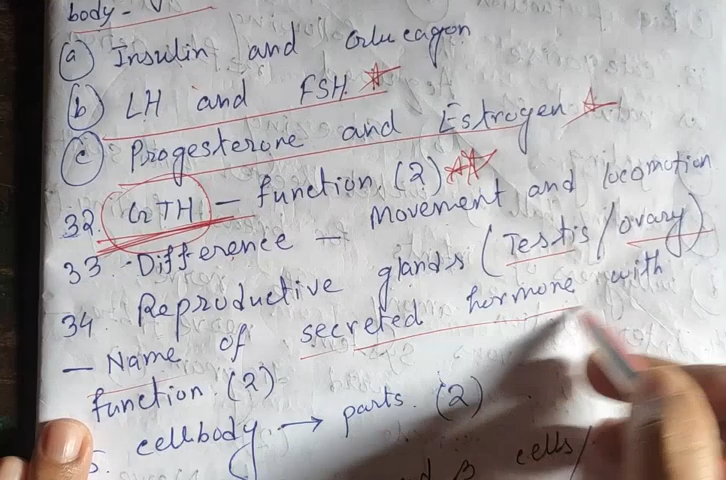 body -
(a) Insulin and Glucagon
(b) LH and FSH
(c) Progesterone and Estrogen
32. GTH - function. (2)
33. Difference - Movement and locomotion
34. Reproductive glands (Testis/ovary)
- Name of secreted hormone with
function. (2)
5. cellbody → parts. (2)
β cells/